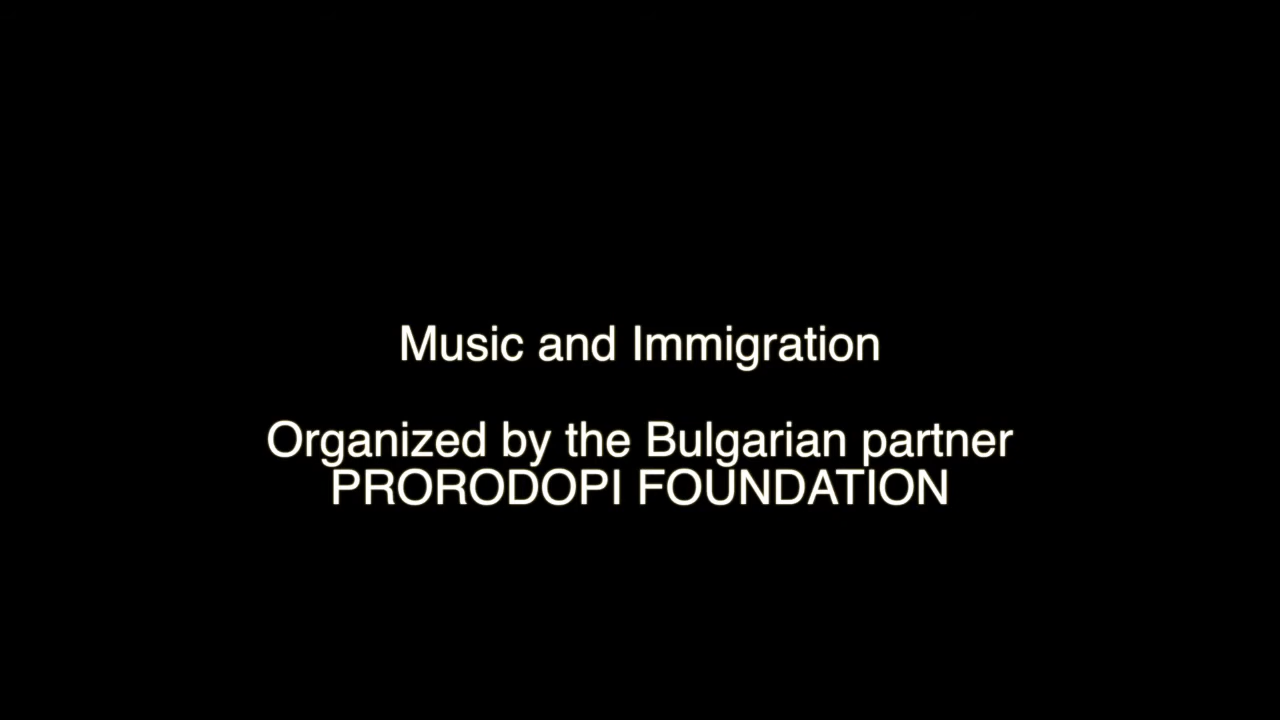 Music and Immigration
Organized by the Bulgarian partner
PRORODOPI FOUNDATION